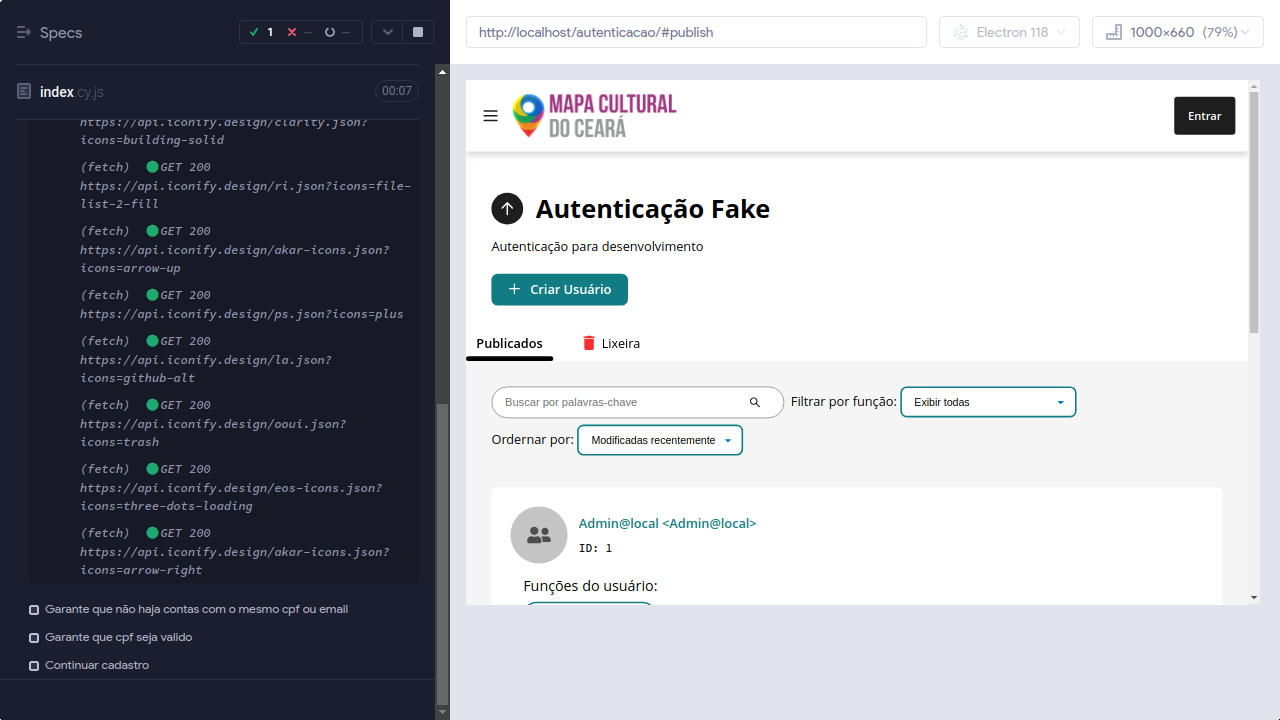 Specs
1
--
--
index.cy.js
00:07
https://api.iconify.design/clarity.json?
icons=building-solid
(fetch) GET 200
https://api.iconify.design/ri.json?icons=file-
list-2-fill
(fetch) GET 200
https://api.iconify.design/akar-icons.json?
icons=arrow-up
(fetch) GET 200
https://api.iconify.design/ps.json?icons=plus
(fetch) GET 200
https://api.iconify.design/la.json?
icons=github-alt
(fetch) GET 200
https://api.iconify.design/ooui.json?
icons=trash
(fetch) GET 200
https://api.iconify.design/eos-icons.json?
icons=three-dots-loading
(fetch) GET 200
https://api.iconify.design/akar-icons.json?
icons=arrow-right
Garante que não haja contas com o mesmo cpf ou email
Garante que cpf seja valido
Continuar cadastro
http://localhost/autenticacao/#publish
Electron 118
1000×660 (79%)
MAPA CULTURAL
DO CEARÁ
Entrar
Autenticação Fake
Autenticação para desenvolvimento
Criar Usuário
Publicados
Lixeira
Buscar por palavras-chave
Filtrar por função: Exibir todas
Ordernar por: Modificadas recentemente
Admin@local <Admin@local>
ID: 1
Funções do usuário: